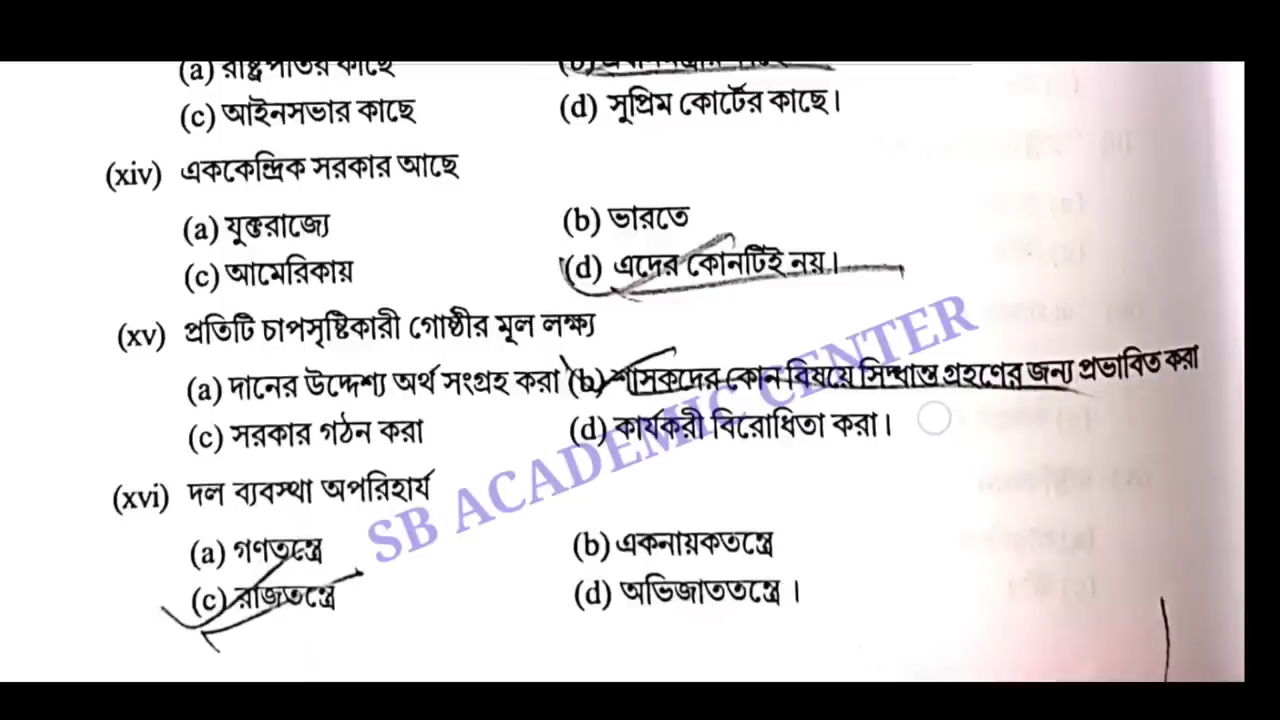 (a) রাষ্ট্রপতির কাছে
(c) আইনসভার কাছে (d) সুপ্রিম কোর্টের কাছে।
(xiv) এককেন্দ্রিক সরকার আছে
(a) যুক্তরাজ্যে (b) ভারতে
(c) আমেরিকায় (d) এদের কোনটিই নয়।
(xv) প্রতিটি চাপসৃষ্টিকারী গোষ্ঠীর মূল লক্ষ্য
(a) দানের উদ্দেশ্য অর্থ সংগ্রহ করা (b) শাসকদের কোন বিষয়ে সিদ্ধান্ত গ্রহণের জন্য প্রভাবিত করা
(c) সরকার গঠন করা (d) কার্যকরী বিরোধিতা করা।
(xvi) দল ব্যবস্থা অপরিহার্য
(a) গণতন্ত্রে (b) একনায়কতন্ত্রে
(c) রাজতন্ত্রে (d) অভিজাততন্ত্রে।
SB ACADEMIC CENTER